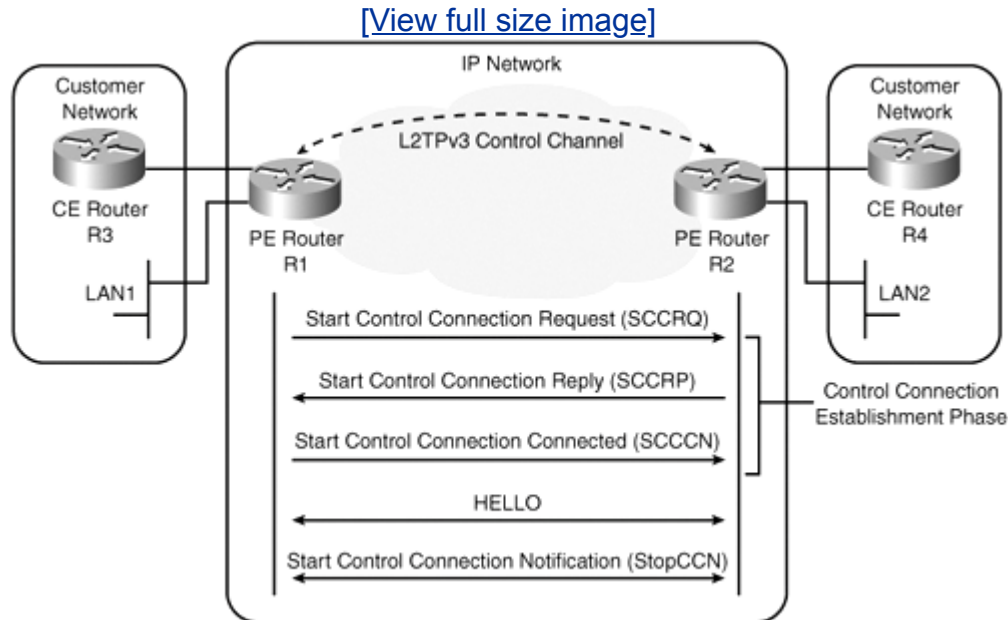 [View full size image]
IP Network
Customer
Network
CE Router
R3
LAN1
L2TPv3 Control Channel
PE Router
R1
PE Router
R2
Customer
Network
CE Router
R4
LAN2
Start Control Connection Request (SCCRQ)
Start Control Connection Reply (SCCRP)
Start Control Connection Connected (SCCCN)
Control Connection
Establishment Phase
HELLO
Start Control Connection Notification (StopCCN)